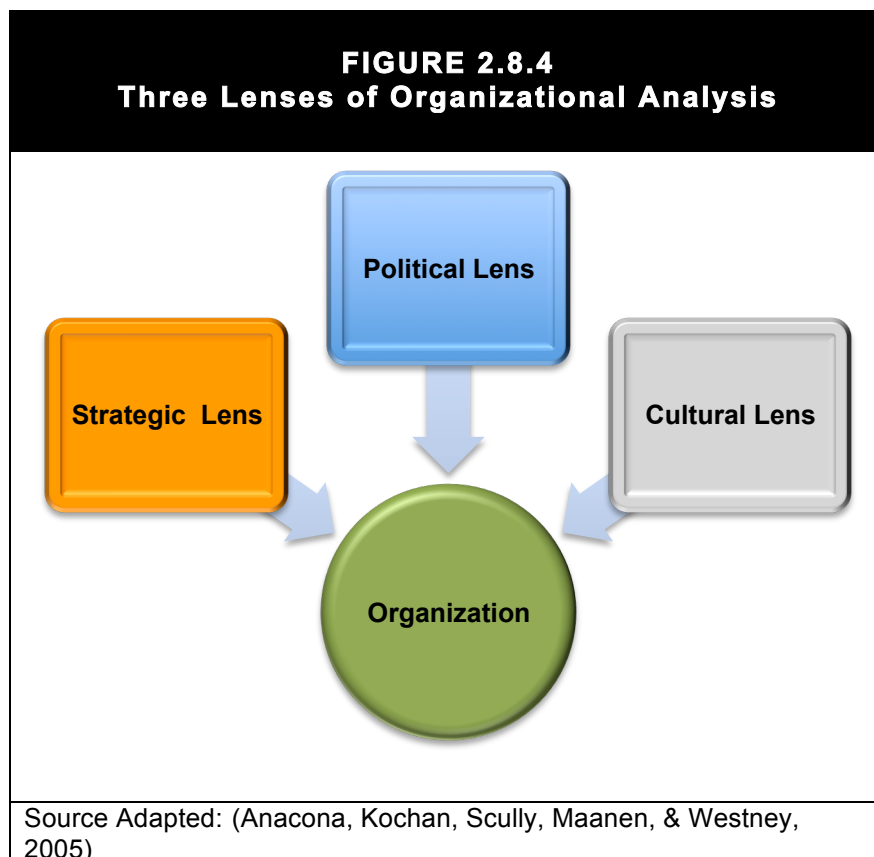 FIGURE 2.8.4
Three Lenses of Organizational Analysis
Political Lens
Strategic Lens
Cultural Lens
Organization
Source Adapted: (Anacona, Kochan, Scully, Maanen, & Westney,
2005)